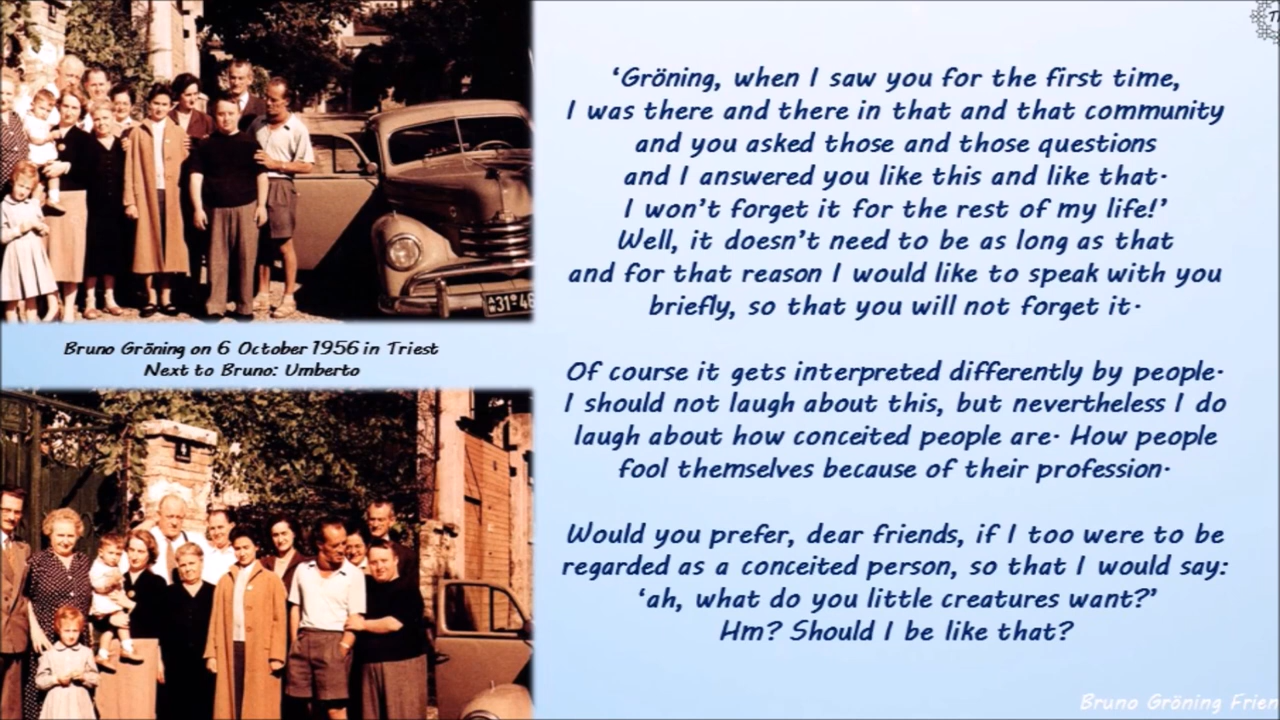 Bruno Gröning on 6 October 1956 in Triest
Next to Bruno: Umberto
‘Gröning, when I saw you for the first time,
I was there and there in that and that community
and you asked those and those questions
and I answered you like this and like that.
I won’t forget it for the rest of my life!’
Well, it doesn’t need to be as long as that
and for that reason I would like to speak with you
briefly, so that you will not forget it.
Of course it gets interpreted differently by people.
I should not laugh about this, but nevertheless I do
laugh about how conceited people are. How people
fool themselves because of their profession.
Would you prefer, dear friends, if I too were to be
regarded as a conceited person, so that I would say:
‘ah, what do you little creatures want?’
Hm? Should I be like that?
Bruno Gröning